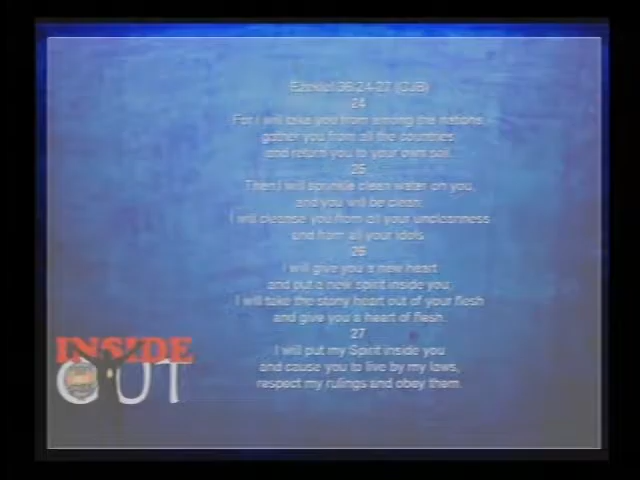 Ezekiel 36:24-27 (CJB)
24
For I will take you from among the nations,
gather you from all the countries
and return you to your own soil.
25
Then I will sprinkle clean water on you,
and you will be clean;
I will cleanse you from all your uncleanness
and from all your idols.
26
I will give you a new heart
and put a new spirit inside you;
I will take the stony heart out of your flesh
and give you a heart of flesh.
27
I will put my Spirit inside you
and cause you to live by my laws,
respect my rulings and obey them.
INSIDE
OUT